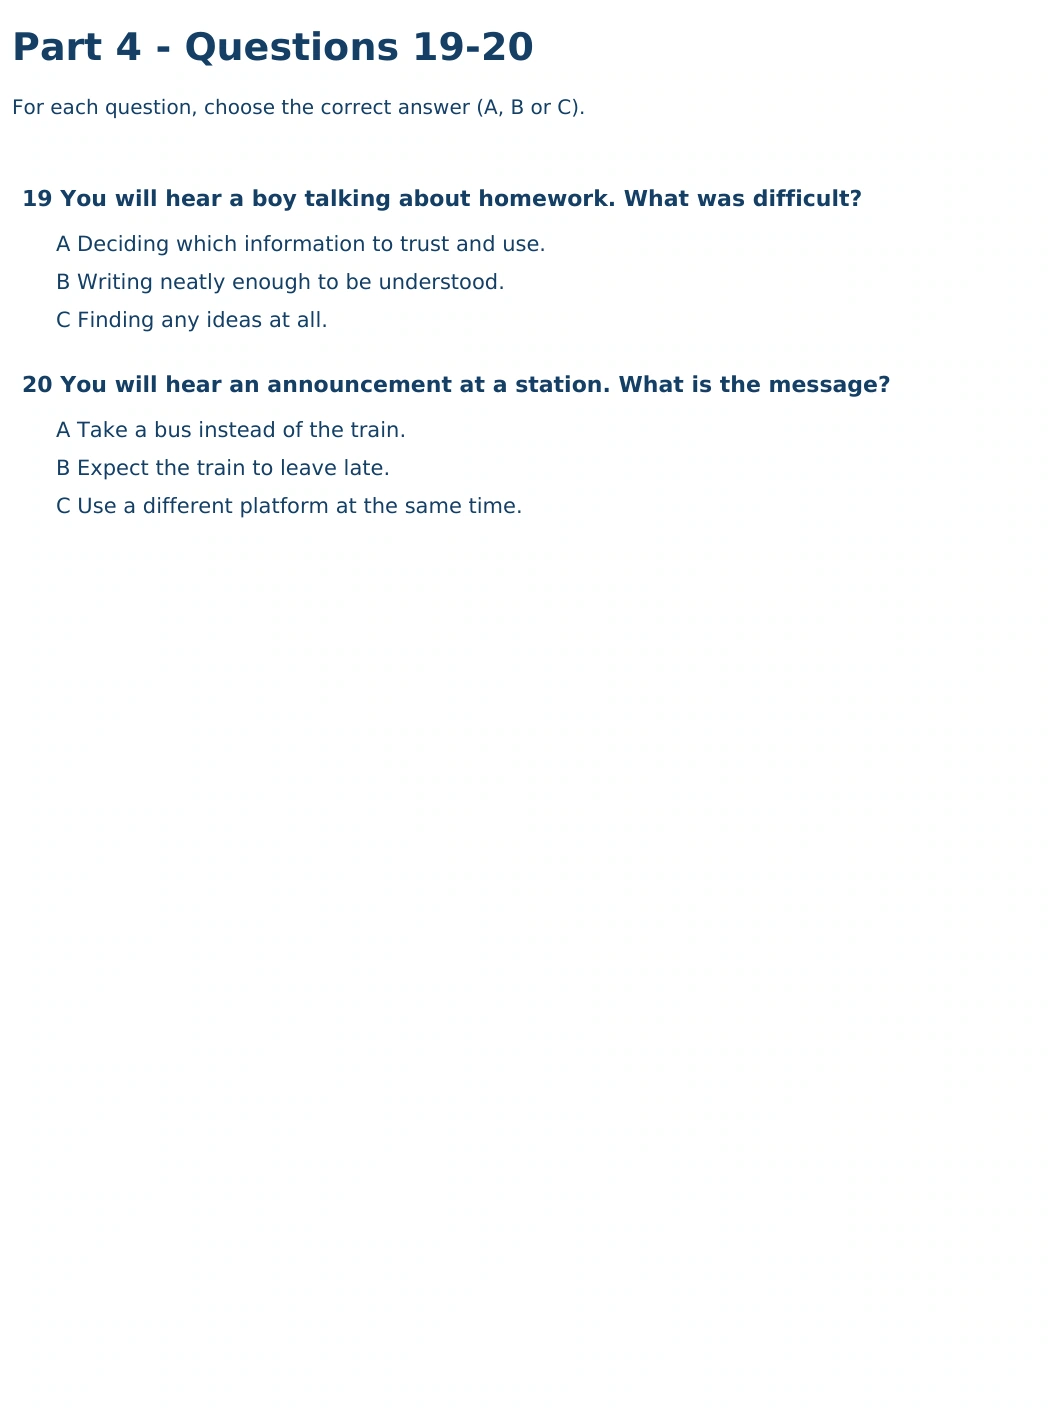 Part 4 - Questions 19-20
For each question, choose the correct answer (A, B or C).
19 You will hear a boy talking about homework. What was difficult?
A Deciding which information to trust and use.
B Writing neatly enough to be understood.
C Finding any ideas at all.
20 You will hear an announcement at a station. What is the message?
A Take a bus instead of the train.
B Expect the train to leave late.
C Use a different platform at the same time.